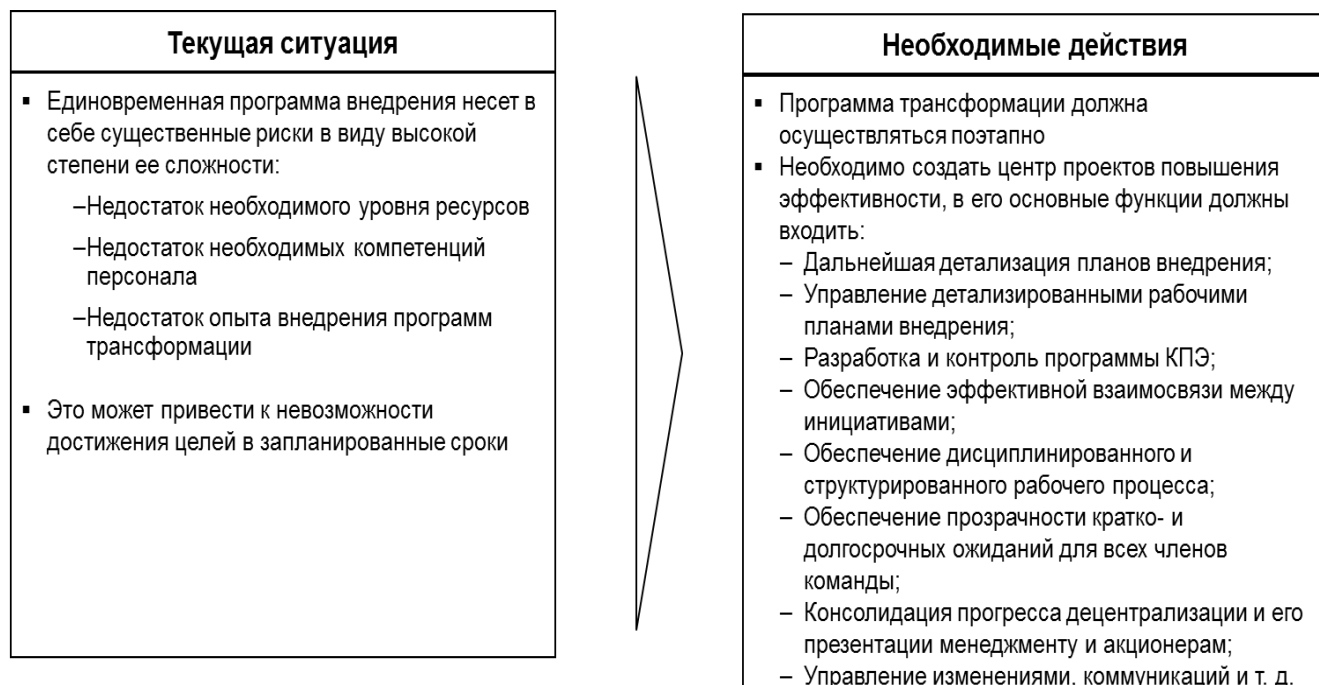 Текущая ситуация
▪ Единовременная программа внедрения несет в
себе существенные риски в виду высокой
степени ее сложности:
–Недостаток необходимого уровня ресурсов
–Недостаток необходимых компетенций
персонала
–Недостаток опыта внедрения программ
трансформации
▪ Это может привести к невозможности
достижения целей в запланированные сроки
Необходимые действия
▪ Программа трансформации должна
осуществляться поэтапно
▪ Необходимо создать центр проектов повышения
эффективности, в его основные функции должны
входить:
– Дальнейшая детализация планов внедрения;
– Управление детализированными рабочими
планами внедрения;
– Разработка и контроль программы КПЭ;
– Обеспечение эффективной взаимосвязи между
инициативами;
– Обеспечение дисциплинированного и
структурированного рабочего процесса;
– Обеспечение прозрачности кратко- и
долгосрочных ожиданий для всех членов
команды;
– Консолидация прогресса децентрализации и его
презентации менеджменту и акционерам;
– Управление изменениями, коммуникаций и т. д.